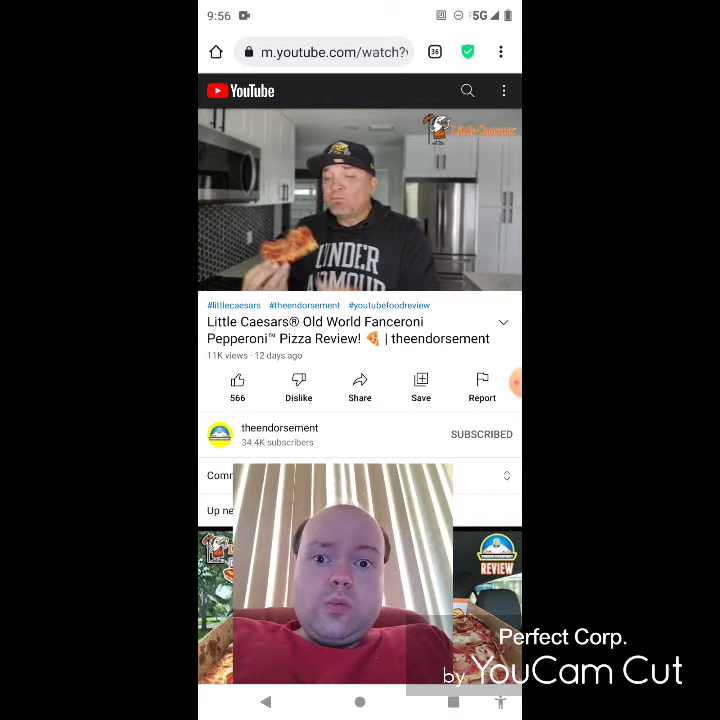 9:56
5G
m.youtube.com/watch?v
36
YouTube
Little Caesars
UNDER
ARMOUR
#littlecaesars #theendorsement #youtubefoodreview
Little Caesars® Old World Fanceroni
Pepperoni™ Pizza Review! 🍕 | theendorsement
11K views · 12 days ago
566 Dislike Share Save Report
theendorsement
34.4K subscribers
SUBSCRIBED
Comm
Up ne
REVIEW
Perfect Corp.
by YouCam Cut